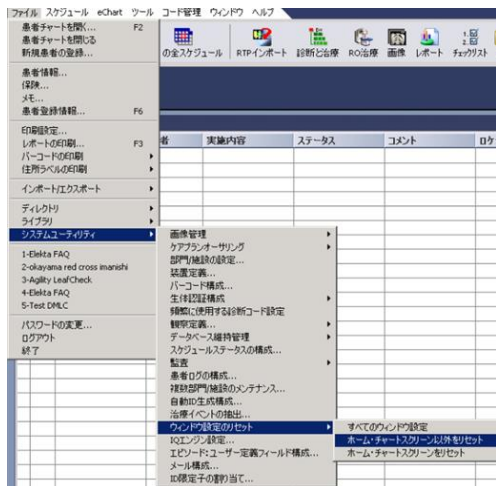 ファイル スケジュール eChart ツール コード管理 ウィンドウ ヘルプ
患者チャートを開く... F2
患者チャートを閉じる
新規患者の登録...
患者情報...
保険...
メモ...
患者登録情報... F6
印刷設定...
レポートの印刷... F3
バーコードの印刷
住所ラベルの印刷
インポート/エクスポート
ディレクトリ
ライブラリ
システムユーティリティ
1-Elekta FAQ
2-okayama red cross imanishi
3-Agility LeafCheck
4-Elekta FAQ
5-Test DMLC
パスワードの変更...
ログアウト
終了
の全スケジュール RTPインポート 診断と治療 RO治療 画像 レポート チェックリスト
者 実施内容 ステータス コメント ロケ
画像管理
ケアプランオーサリング
部門/施設の設定...
装置定義...
バーコード構成...
生体認証構成
頻繁に使用する診断コード設定
観察定義...
データベース維持管理
スケジュールステータスの構成...
監査
患者ログの構成...
複数部門/施設のメンテナンス...
自動ID生成構成...
治療イベントの抽出...
ウィンドウ設定のリセット
IQエンジン設定...
エピソード:ユーザー定義フィールド構成...
メール構成...
ID限定子の割り当て...
すべてのウィンドウ設定
ホーム・チャートスクリーン以外をリセット
ホーム・チャートスクリーンをリセット